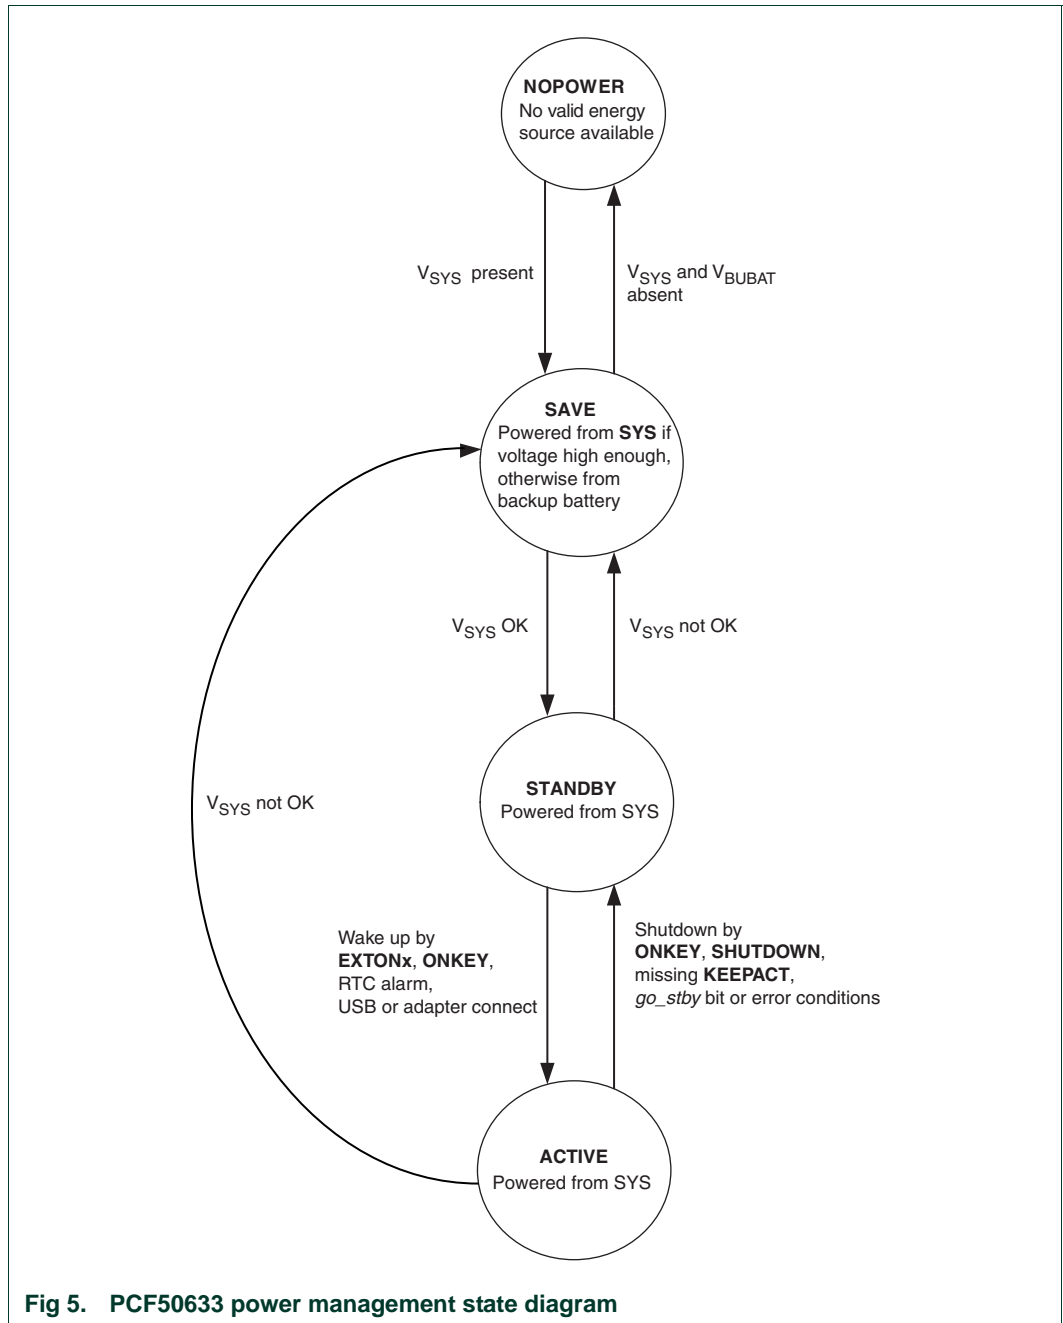 NOPOWER
No valid energy
source available
VSYS present
VSYS and VBUBAT
absent
SAVE
Powered from SYS if
voltage high enough,
otherwise from
backup battery
VSYS OK
VSYS not OK
VSYS not OK
STANDBY
Powered from SYS
Wake up by
EXTONx, ONKEY,
RTC alarm,
USB or adapter connect
Shutdown by
ONKEY, SHUTDOWN,
missing KEEPACT,
go_stby bit or error conditions
ACTIVE
Powered from SYS
Fig 5. PCF50633 power management state diagram